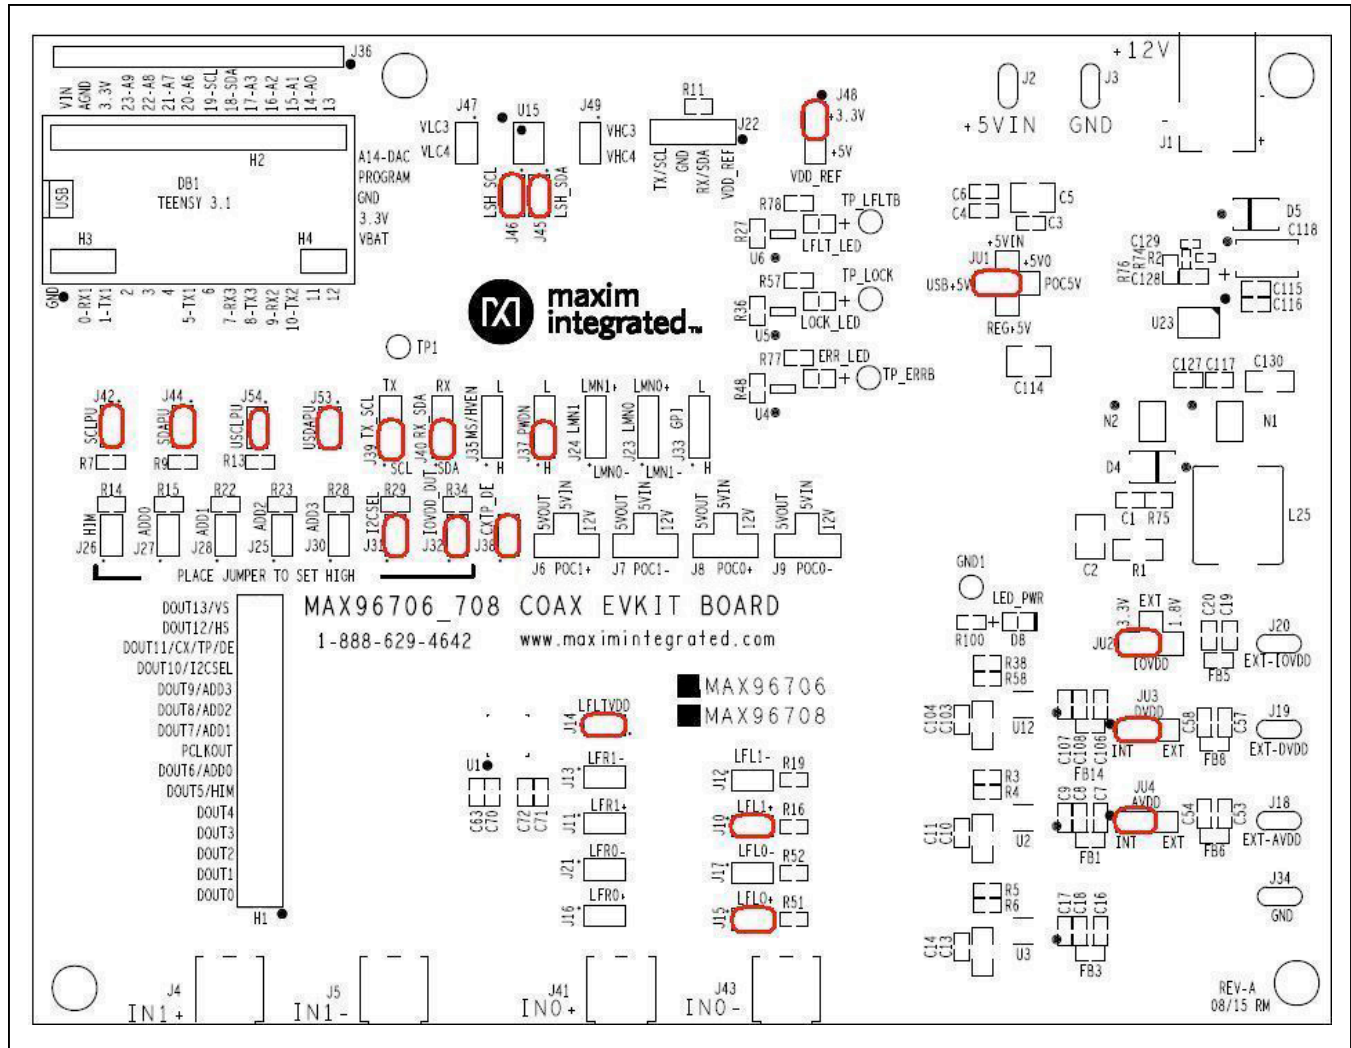 J36
+12V
VIN
AGND
3.3V
23-A9
22-A8
21-A7
20-A6
19-SCL
18-SDA
17-A3
16-A2
15-A1
14-A0
13
J47
VLC3
VLC4
U15
J49
VHC3
VHC4
R11
J22
TX/SCL
GND
RX/SDA
VDD_REF
J48
+3.3V
+5V
VDD_REF
J2
+5VIN
J3
GND
J1
-
-
+
H2
DB1
TEENSY 3.1
USB
H3
H4
A14-DAC
PROGRAM
GND
3.3V
VBAT
GND
0-RX1
1-TX1
2
3
4
5-TX1
6
7-RX3
8-TX3
9-RX2
10-TX2
11
12
LSH_SCL
LSH_SDA
J46
J45
R78
TP_LFLTB
R27
+
LFLT_LED
U6
R57
TP_LOCK
R36
+
LOCK_LED
U5
R77
ERR_LED
+
TP_ERRB
R48
U4
C6
C4
C5
C3
+5VIN
JU1
+5V0
USB+5V
POC5V
REG+5V
C114
D5
C118
C129
R2
R74
R76
C128
+
C115
C116
U23
maxim
integrated™
TP1
C127
C117
C130
N2
N1
D4
C1
R75
L25
C2
R1
J42
SCLPU
R7
J44
SDAPU
R9
J54
USCLPU
R13
J53
USDAPU
TX
J39 TX_SCL
SCL
RX
J40 RX_SDA
SDA
L
J35 MS/HVEN
H
L
J37 PWDN
H
LMN1+
J24 LMN1
LMN0-
LMN0+
J23 LMN0
LMN1-
L
J33 GPI
H
R14
HIM
J26
R15
ADD0
J27
R22
ADD1
J28
R23
ADD2
J25
R28
ADD3
J30
R29
I2CSEL
J31
R34
IOVDD_OUT
J32
CXTP_DE
J38
5VOUT
5VIN
12V
J6 POC1+
5VOUT
5VIN
12V
J7 POC1-
5VOUT
5VIN
12V
J8 POC0+
5VOUT
5VIN
12V
J9 POC0-
PLACE JUMPER TO SET HIGH
MAX96706_708 COAX EVKIT BOARD
1-888-629-4642
www.maximintegrated.com
MAX96706
MAX96708
DOUT13/VS
DOUT12/HS
DOUT11/CX/TP/DE
DOUT10/I2CSEL
DOUT9/ADD3
DOUT8/ADD2
DOUT7/ADD1
PCLKOUT
DOUT6/ADD0
DOUT5/HIM
DOUT4
DOUT3
DOUT2
DOUT1
DOUT0
H1
U1
C63
C70
C72
C71
LFLTVDD
J14
LFR1-
J13
LFR1+
J11
LFR0-
J21
LFR0+
J16
LFL1-
J12
R19
LFL1+
J10
R16
LFL0-
J17
R52
LFL0+
J15
R51
GND1
LED_PWR
R100
+
D8
R38
R58
C104
C103
U12
R3
R4
C11
C10
U2
R5
R6
C14
C13
U3
3.3V
EXT
1.8V
JU2
IOVDD
C20
C19
FB5
J20
EXT-IOVDD
JU3
DVDD
INT
EXT
C107
C108
C106
FB14
C58
C57
FB8
J19
EXT-DVDD
JU4
AVDD
INT
EXT
C9
C8
C7
FB1
C54
C53
FB6
J18
EXT-AVDD
C17
C18
C16
FB3
J34
GND
J4
IN1+
J5
IN1-
J41
IN0+
J43
IN0-
REV-A
08/15 RM